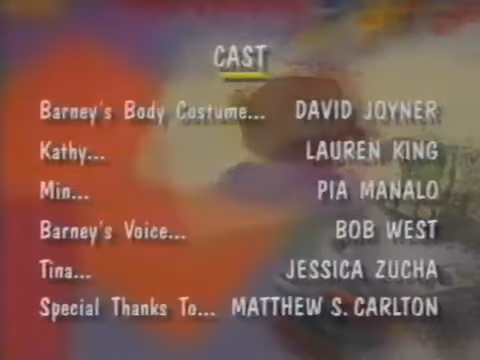 CAST
Barney's Body Costume... DAVID JOYNER
Kathy... LAUREN KING
Min... PIA MANALO
Barney's Voice... BOB WEST
Tina... JESSICA ZUCHA
Special Thanks To... MATTHEW S. CARLTON